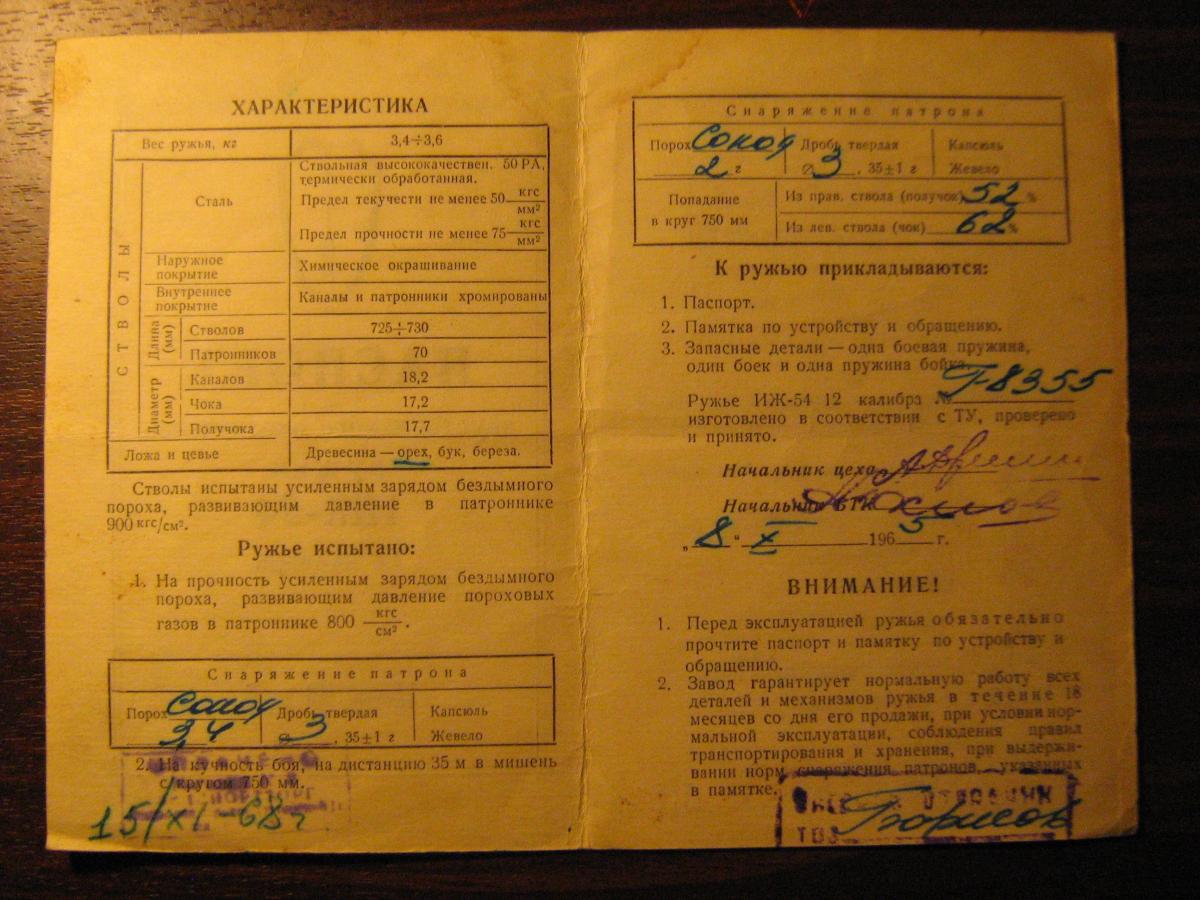 ХАРАКТЕРИСТИКА
Вес ружья, кг 3,4÷3,6
СТВОЛЫ
Сталь
Ствольная высококачествен. 50 РА,
термически обработанная.
Предел текучести не менее 50 кгс/мм²
Предел прочности не менее 75 кгс/мм²
Наружное
покрытие
Химическое окрашивание
Внутреннее
покрытие
Каналы и патронники хромированы
Длина (мм)
Стволов 725÷730
Патронников 70
Диаметр (мм)
Каналов 18,2
Чока 17,2
Получока 17,7
Ложа и цевье Древесина — орех, бук, береза.
Стволы испытаны усиленным зарядом бездымного
пороха, развивающим давление в патроннике
900 кгс/см².
Ружье испытано:
1. На прочность усиленным зарядом бездымного
пороха, развивающим давление пороховых
газов в патроннике 800 кгс/см².
Снаряжение патрона
Порох Сокол Дробь твердая Капсюль
3,4 ⌀ 3, 35±1 г Жевело
2. На кучность боя, на дистанцию 35 м в мишень
с кругом 750 мм.
15/XI-68г
Снаряжение патрона
Порох Сокол Дробь твердая Капсюль
2 г ⌀ 3, 35±1 г Жевело
Попадание
в круг 750 мм
Из прав. ствола (получок) 52 %
Из лев. ствола (чок) 62 %
К ружью прикладываются:
1. Паспорт.
2. Памятка по устройству и обращению.
3. Запасные детали — одна боевая пружина,
один боек и одна пружина бойка.
Ружье ИЖ-54 12 калибра № Г-8355
изготовлено в соответствии с ТУ, проверено
и принято.
Начальник цеха
Начальник БТК
„8“ X 1965 г.
ВНИМАНИЕ!
1. Перед эксплуатацией ружья обязательно
прочтите паспорт и памятку по устройству и
обращению.
2. Завод гарантирует нормальную работу всех
деталей и механизмов ружья в течение 18
месяцев со дня его продажи, при условии нор-
мальной эксплуатации, соблюдения правил
транспортирования и хранения, при выдержи-
вании норм снаряжения патронов, указанных
в памятке.
Борисов